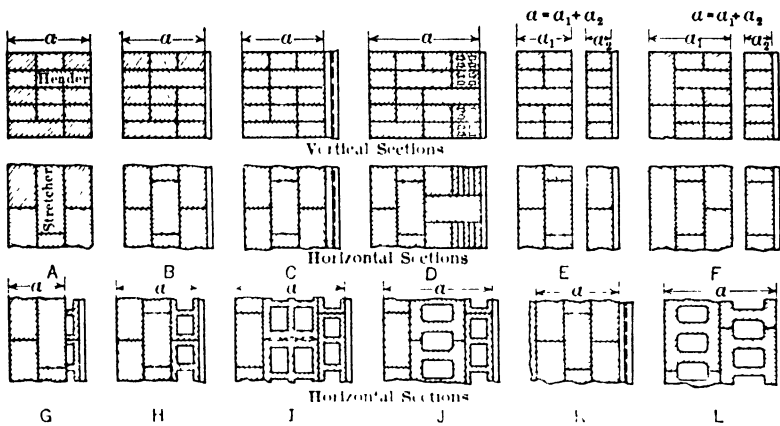 a = a₁ + a₂ a = a₁ + a₂
a a a a a₁ a₂ a₁ a₂
Header
Vertical Sections
Stretcher
Horizontal Sections
A B C D E F
a a a a a a
Horizontal Sections
G H I J K L